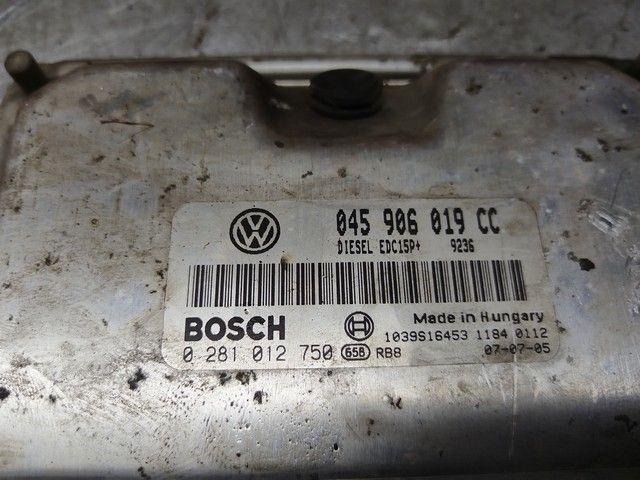 045 906 019 CC
DIESEL EDC15P+ 9236
BOSCH
Made in Hungary
1039S16453 1184 0112
0 281 012 750 658 RB8 07-07-05